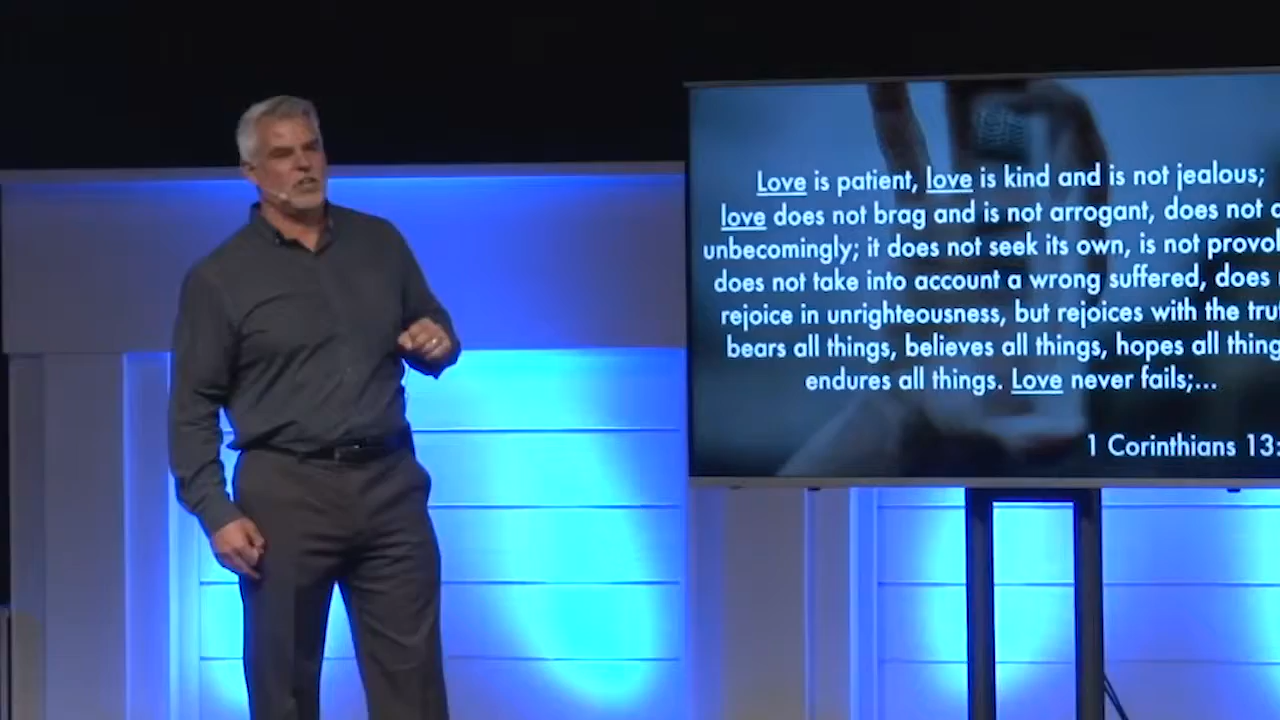 Love is patient, love is kind and is not jealous;
love does not brag and is not arrogant, does not
unbecomingly; it does not seek its own, is not
does not take into account a wrong suffered, does
rejoice in unrighteousness, but rejoices with the
bears all things, believes all things, hopes all
endures all things. Love never fails;...
1 Corinthians 13: